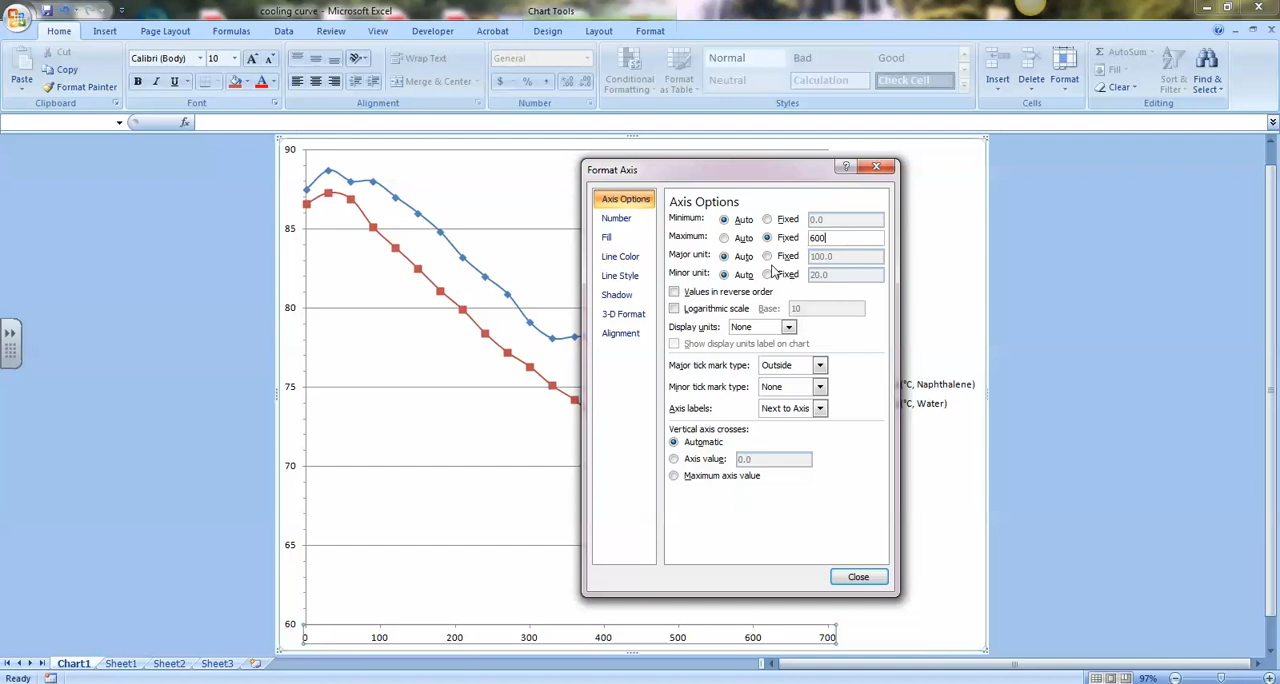 cooling curve - Microsoft Excel
Chart Tools
Home Insert Page Layout Formulas Data Review View Developer Acrobat Design Layout Format
Paste
Cut
Copy
Format Painter
Clipboard
Calibri (Body) 10
B I U
Font
Wrap Text
Merge & Center
Alignment
General
$ % ,
Number
Conditional Formatting
Format as Table
Normal Bad Good
Neutral Calculation Check Cell
Styles
Insert Delete Format
Cells
AutoSum
Fill
Clear
Sort & Filter
Find & Select
Editing
fx
90
85
80
75
70
65
60
0 100 200 300 400 500 600 700
(°C, Naphthalene)
(°C, Water)
Format Axis
Axis Options
Number
Fill
Line Color
Line Style
Shadow
3-D Format
Alignment
Axis Options
Minimum: Auto Fixed 0.0
Maximum: Auto Fixed 600
Major unit: Auto Fixed 100.0
Minor unit: Auto Fixed 20.0
Values in reverse order
Logarithmic scale Base: 10
Display units: None
Show display units label on chart
Major tick mark type: Outside
Minor tick mark type: None
Axis labels: Next to Axis
Vertical axis crosses:
Automatic
Axis value: 0.0
Maximum axis value
Close
Chart1 Sheet1 Sheet2 Sheet3
Ready
97%